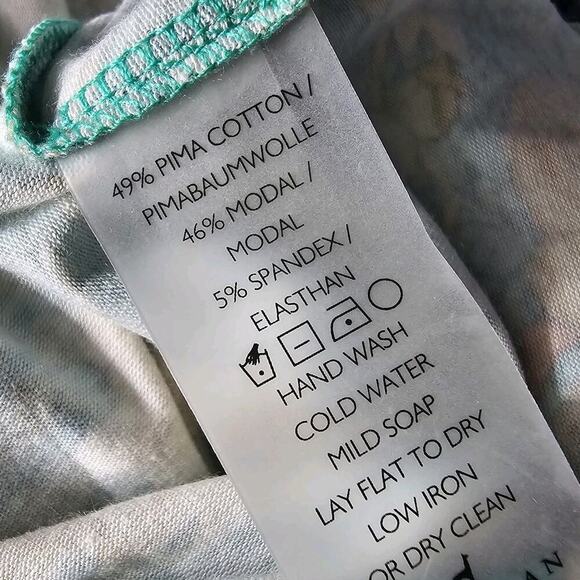 49% PIMA COTTON /
PIMABAUMWOLLE
46% MODAL /
MODAL
5% SPANDEX /
ELASTHAN
HAND WASH
COLD WATER
MILD SOAP
LAY FLAT TO DRY
LOW IRON
OR DRY CLEAN